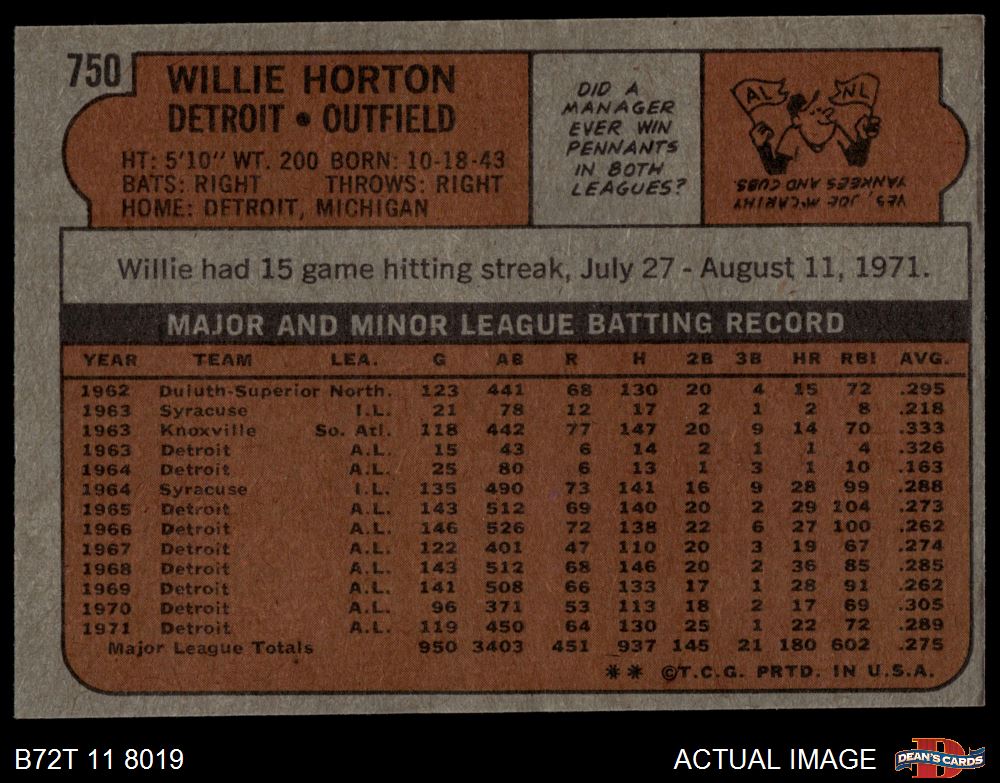 750
WILLIE HORTON
DETROIT • OUTFIELD
HT: 5'10" WT. 200 BORN: 10-18-43
BATS: RIGHT THROWS: RIGHT
HOME: DETROIT, MICHIGAN
DID A
MANAGER
EVER WIN
PENNANTS
IN BOTH
LEAGUES?
AL NL
YES, JOE McCARTHY
YANKEES AND CUBS
Willie had 15 game hitting streak, July 27 - August 11, 1971.
MAJOR AND MINOR LEAGUE BATTING RECORD
YEAR TEAM LEA. G AB R H 2B 3B HR RBI AVG.
1962 Duluth-Superior North. 123 441 68 130 20 4 15 72 .295
1963 Syracuse I.L. 21 78 12 17 2 1 2 8 .218
1963 Knoxville So. Atl. 118 442 77 147 20 9 14 70 .333
1963 Detroit A.L. 15 43 6 14 2 1 1 4 .326
1964 Detroit A.L. 25 80 6 13 1 3 1 10 .163
1964 Syracuse I.L. 135 490 73 141 16 9 28 99 .288
1965 Detroit A.L. 143 512 69 140 20 2 29 104 .273
1966 Detroit A.L. 146 526 72 138 22 6 27 100 .262
1967 Detroit A.L. 122 401 47 110 20 3 19 67 .274
1968 Detroit A.L. 143 512 68 146 20 2 36 85 .285
1969 Detroit A.L. 141 508 66 133 17 1 28 91 .262
1970 Detroit A.L. 96 371 53 113 18 2 17 69 .305
1971 Detroit A.L. 119 450 64 130 25 1 22 72 .289
Major League Totals 950 3403 451 937 145 21 180 602 .275
** ©T.C.G. PRTD. IN U.S.A.
B72T 11 8019
ACTUAL IMAGE
D
DEAN'S CARDS